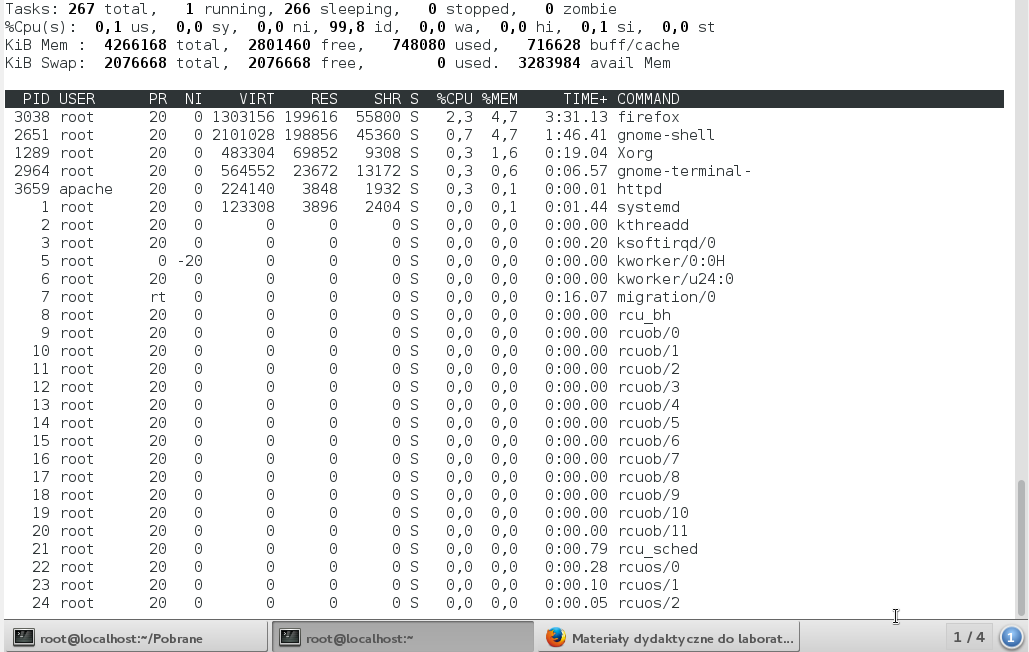 Tasks: 267 total, 1 running, 266 sleeping, 0 stopped, 0 zombie
%Cpu(s): 0,1 us, 0,0 sy, 0,0 ni, 99,8 id, 0,0 wa, 0,0 hi, 0,1 si, 0,0 st
KiB Mem : 4266168 total, 2801460 free, 748080 used, 716628 buff/cache
KiB Swap: 2076668 total, 2076668 free, 0 used. 3283984 avail Mem
PID USER PR NI VIRT RES SHR S %CPU %MEM TIME+ COMMAND
3038 root 20 0 1303156 199616 55800 S 2,3 4,7 3:31.13 firefox
2651 root 20 0 2101028 198856 45360 S 0,7 4,7 1:46.41 gnome-shell
1289 root 20 0 483304 69852 9308 S 0,3 1,6 0:19.04 Xorg
2964 root 20 0 564552 23672 13172 S 0,3 0,6 0:06.57 gnome-terminal-
3659 apache 20 0 224140 3848 1932 S 0,3 0,1 0:00.01 httpd
1 root 20 0 123308 3896 2404 S 0,0 0,1 0:01.44 systemd
2 root 20 0 0 0 0 S 0,0 0,0 0:00.00 kthreadd
3 root 20 0 0 0 0 S 0,0 0,0 0:00.20 ksoftirqd/0
5 root 0 -20 0 0 0 S 0,0 0,0 0:00.00 kworker/0:0H
6 root 20 0 0 0 0 S 0,0 0,0 0:00.00 kworker/u24:0
7 root rt 0 0 0 0 S 0,0 0,0 0:16.07 migration/0
8 root 20 0 0 0 0 S 0,0 0,0 0:00.00 rcu_bh
9 root 20 0 0 0 0 S 0,0 0,0 0:00.00 rcuob/0
10 root 20 0 0 0 0 S 0,0 0,0 0:00.00 rcuob/1
11 root 20 0 0 0 0 S 0,0 0,0 0:00.00 rcuob/2
12 root 20 0 0 0 0 S 0,0 0,0 0:00.00 rcuob/3
13 root 20 0 0 0 0 S 0,0 0,0 0:00.00 rcuob/4
14 root 20 0 0 0 0 S 0,0 0,0 0:00.00 rcuob/5
15 root 20 0 0 0 0 S 0,0 0,0 0:00.00 rcuob/6
16 root 20 0 0 0 0 S 0,0 0,0 0:00.00 rcuob/7
17 root 20 0 0 0 0 S 0,0 0,0 0:00.00 rcuob/8
18 root 20 0 0 0 0 S 0,0 0,0 0:00.00 rcuob/9
19 root 20 0 0 0 0 S 0,0 0,0 0:00.00 rcuob/10
20 root 20 0 0 0 0 S 0,0 0,0 0:00.00 rcuob/11
21 root 20 0 0 0 0 S 0,0 0,0 0:00.79 rcu_sched
22 root 20 0 0 0 0 S 0,0 0,0 0:00.28 rcuos/0
23 root 20 0 0 0 0 S 0,0 0,0 0:00.10 rcuos/1
24 root 20 0 0 0 0 S 0,0 0,0 0:00.05 rcuos/2
root@localhost:~/Pobrane root@localhost:~ Materiały dydaktyczne do laborat... 1 / 4 1